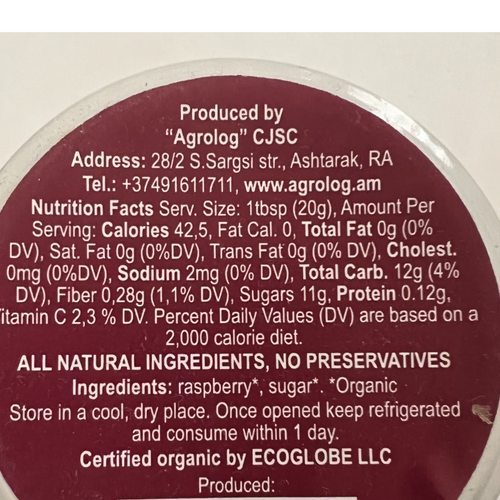 Produced by
“Agrolog” CJSC
Address: 28/2 S.Sargsi str., Ashtarak, RA
Tel.: +37491611711, www.agrolog.am
Nutrition Facts Serv. Size: 1tbsp (20g), Amount Per
Serving: Calories 42,5, Fat Cal. 0, Total Fat 0g (0%
DV), Sat. Fat 0g (0%DV), Trans Fat 0g (0% DV), Cholest.
0mg (0%DV), Sodium 2mg (0% DV), Total Carb. 12g (4%
DV), Fiber 0,28g (1,1% DV), Sugars 11g, Protein 0.12g,
itamin C 2,3 % DV. Percent Daily Values (DV) are based on a
2,000 calorie diet.
ALL NATURAL INGREDIENTS, NO PRESERVATIVES
Ingredients: raspberry*, sugar*. *Organic
Store in a cool, dry place. Once opened keep refrigerated
and consume within 1 day.
Certified organic by ECOGLOBE LLC
Produced: